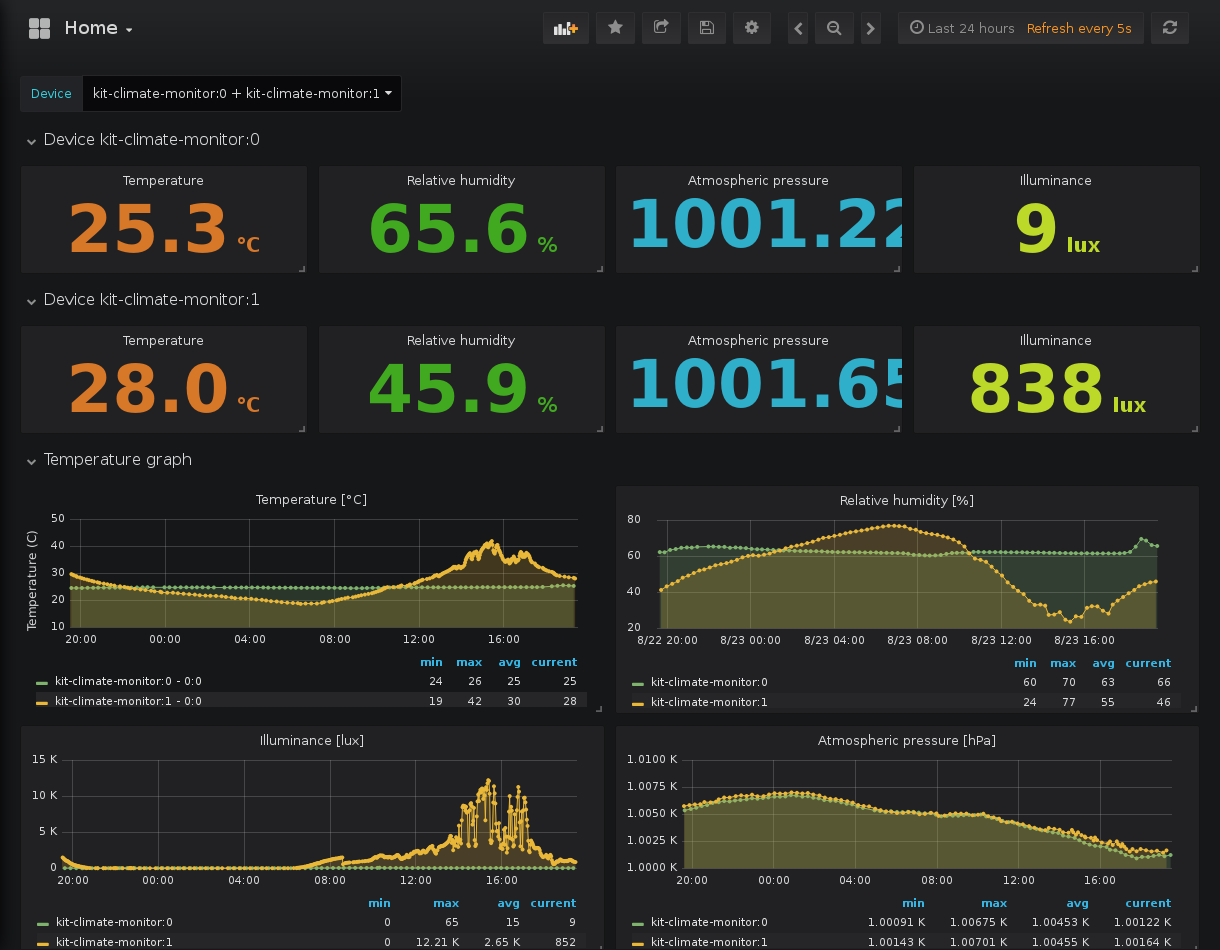 Home
Last 24 hours Refresh every 5s
Device kit-climate-monitor:0 + kit-climate-monitor:1
Device kit-climate-monitor:0
Temperature Relative humidity Atmospheric pressure Illuminance
25.3 °C 65.6 % 1001.22 9 lux
Device kit-climate-monitor:1
Temperature Relative humidity Atmospheric pressure Illuminance
28.0 °C 45.9 % 1001.65 838 lux
Temperature graph
Temperature [°C]
Temperature (C)
50
40
30
20
10
20:00 00:00 04:00 08:00 12:00 16:00
min max avg current
kit-climate-monitor:0 - 0:0 24 26 25 25
kit-climate-monitor:1 - 0:0 19 42 30 28
Relative humidity [%]
80
60
40
20
8/22 20:00 8/23 00:00 8/23 04:00 8/23 08:00 8/23 12:00 8/23 16:00
min max avg current
kit-climate-monitor:0 60 70 63 66
kit-climate-monitor:1 24 77 55 46
Illuminance [lux]
15 K
10 K
5 K
0
20:00 00:00 04:00 08:00 12:00 16:00
min max avg current
kit-climate-monitor:0 0 65 15 9
kit-climate-monitor:1 0 12.21 K 2.65 K 852
Atmospheric pressure [hPa]
1.0100 K
1.0075 K
1.0050 K
1.0025 K
1.0000 K
20:00 00:00 04:00 08:00 12:00 16:00
min max avg current
kit-climate-monitor:0 1.00091 K 1.00675 K 1.00453 K 1.00122 K
kit-climate-monitor:1 1.00143 K 1.00701 K 1.00455 K 1.00164 K